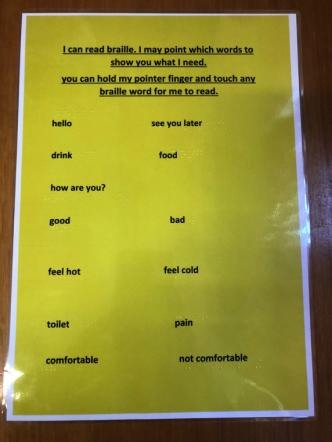 I can read braille. I may point which words to
show you what I need.
you can hold my pointer finger and touch any
braille word for me to read.
hello see you later
drink food
how are you?
good bad
feel hot feel cold
toilet pain
comfortable not comfortable